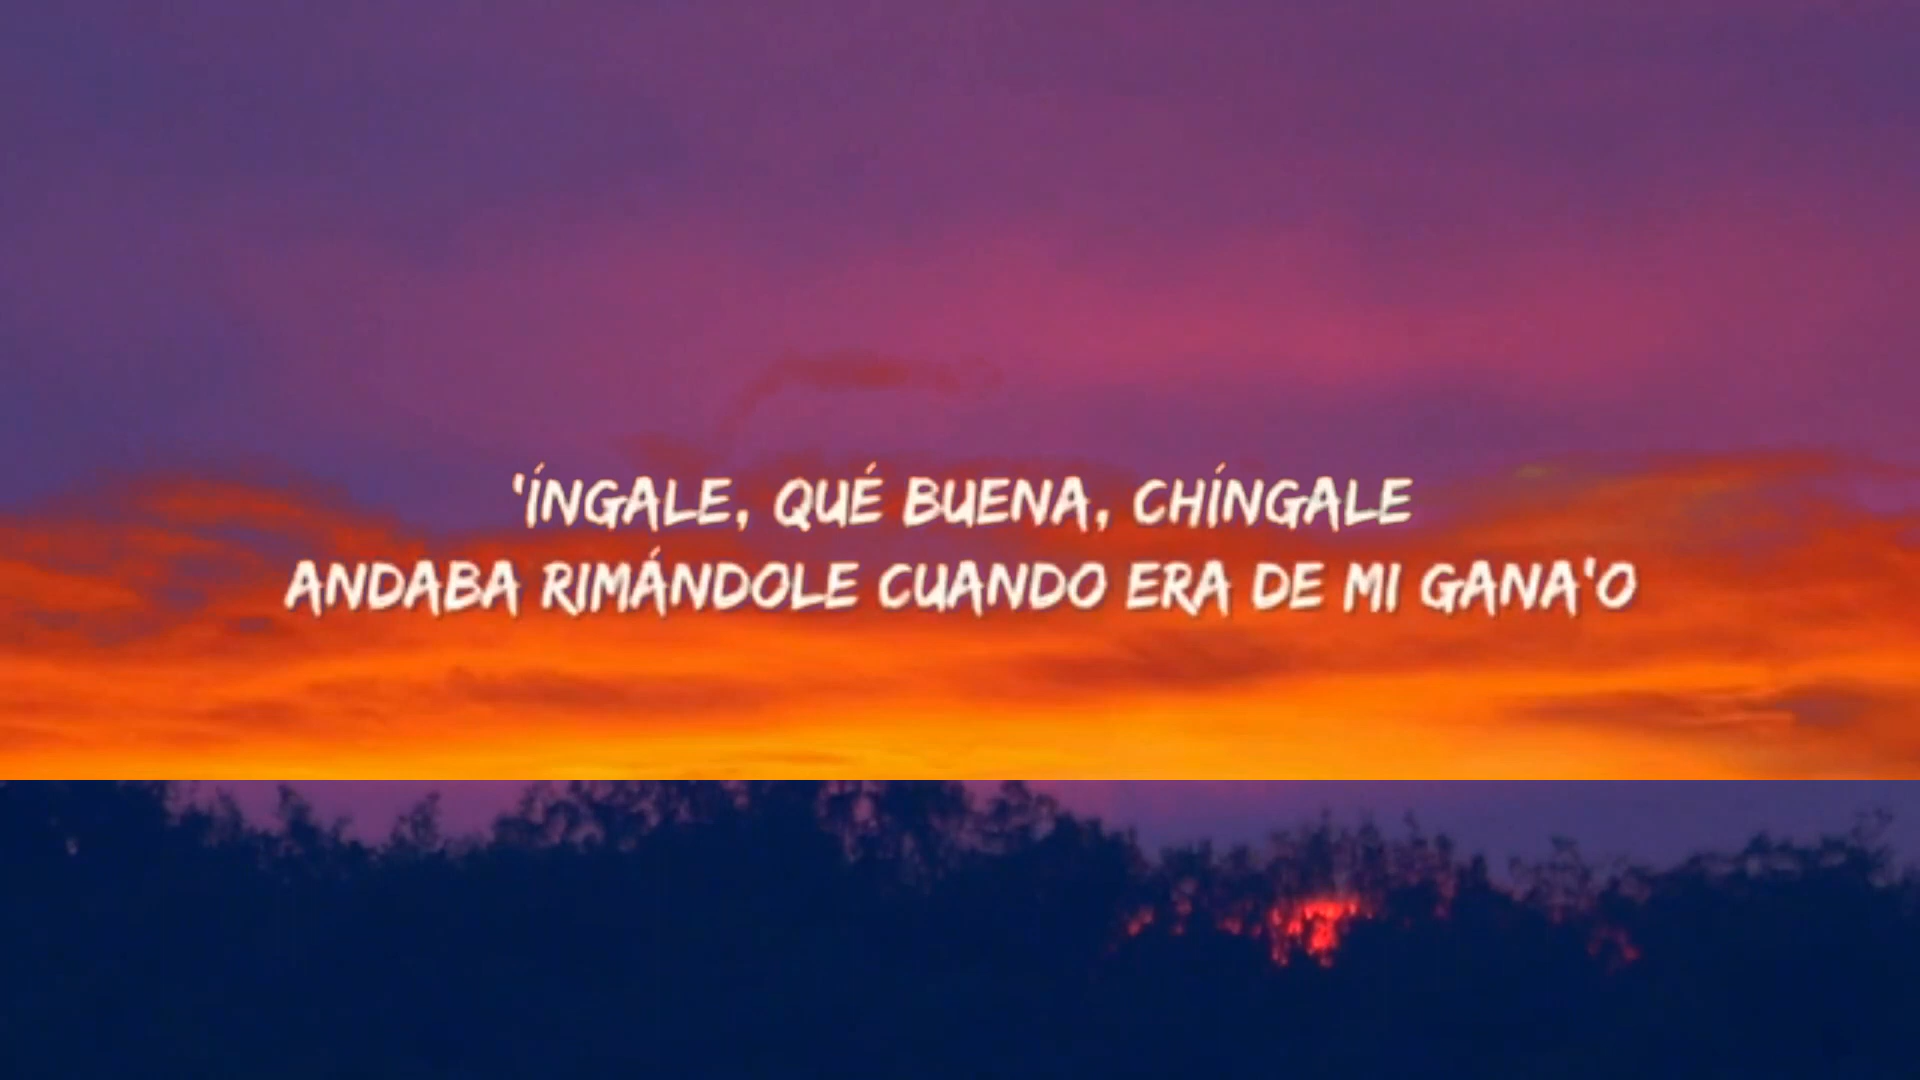 'ÍNGALE, QUÉ BUENA, CHÍNGALE
ANDABA RIMÁNDOLE CUANDO ERA DE MI GANA'O